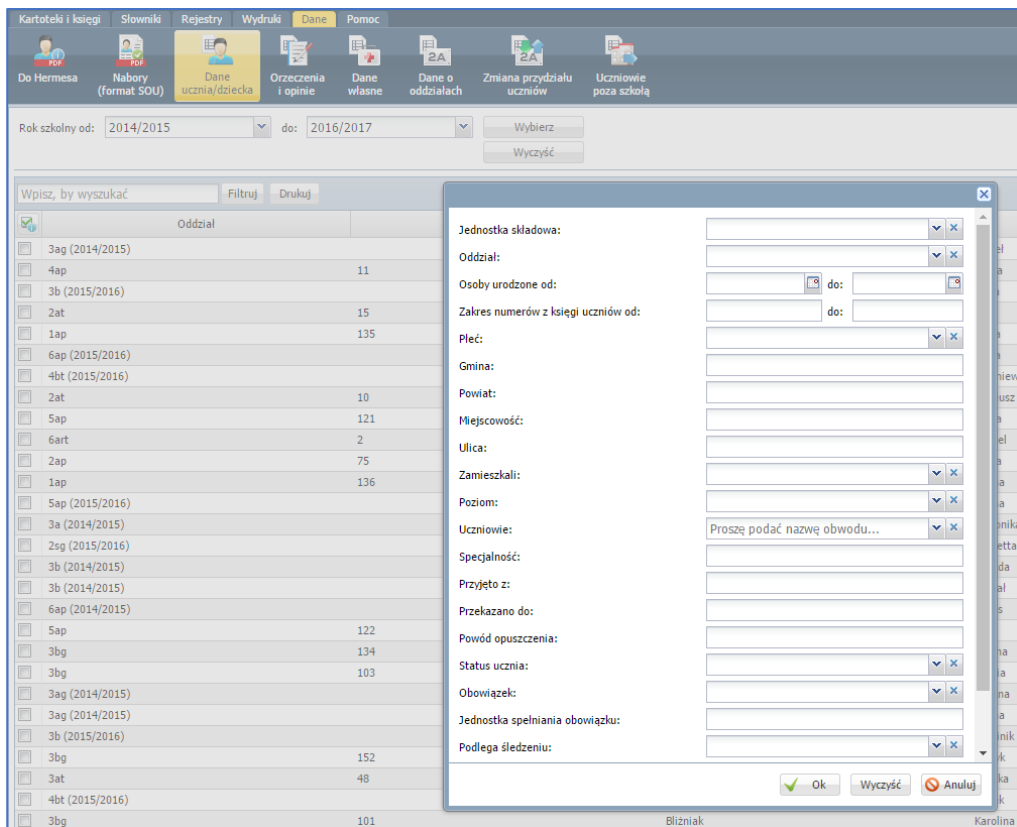 Kartoteki i księgi Słowniki Rejestry Wydruki Dane Pomoc
PDF PDF 2A 2A
Do Hermesa Nabory (format SOU) Dane ucznia/dziecka Orzeczenia i opinie Dane własne Dane o oddziałach Zmiana przydziału uczniów Uczniowie poza szkołą
Rok szkolny od: 2014/2015 do: 2016/2017 Wybierz
Wyczyść
Wpisz, by wyszukać Filtruj Drukuj
Oddział
3ag (2014/2015)
4ap 11
3b (2015/2016)
2at 15
1ap 135
6ap (2015/2016)
4bt (2015/2016)
2at 10
5ap 121
6art 2
2ap 75
1ap 136
5ap (2015/2016)
3a (2014/2015)
2sg (2015/2016)
3b (2014/2015)
3b (2014/2015)
6ap (2014/2015)
5ap 122
3bg 134
3bg 103
3ag (2014/2015)
3ag (2014/2015)
3b (2015/2016)
3bg 152
3at 48
4bt (2015/2016)
3bg 101 Bliźniak Karolina
Jednostka składowa:
Oddział:
Osoby urodzone od: do:
Zakres numerów z księgi uczniów od: do:
Płeć:
Gmina:
Powiat:
Miejscowość:
Ulica:
Zamieszkali:
Poziom:
Uczniowie: Proszę podać nazwę obwodu...
Specjalność:
Przyjęto z:
Przekazano do:
Powód opuszczenia:
Status ucznia:
Obowiązek:
Jednostka spełniania obowiązku:
Podlega śledzeniu:
Ok Wyczyść Anuluj